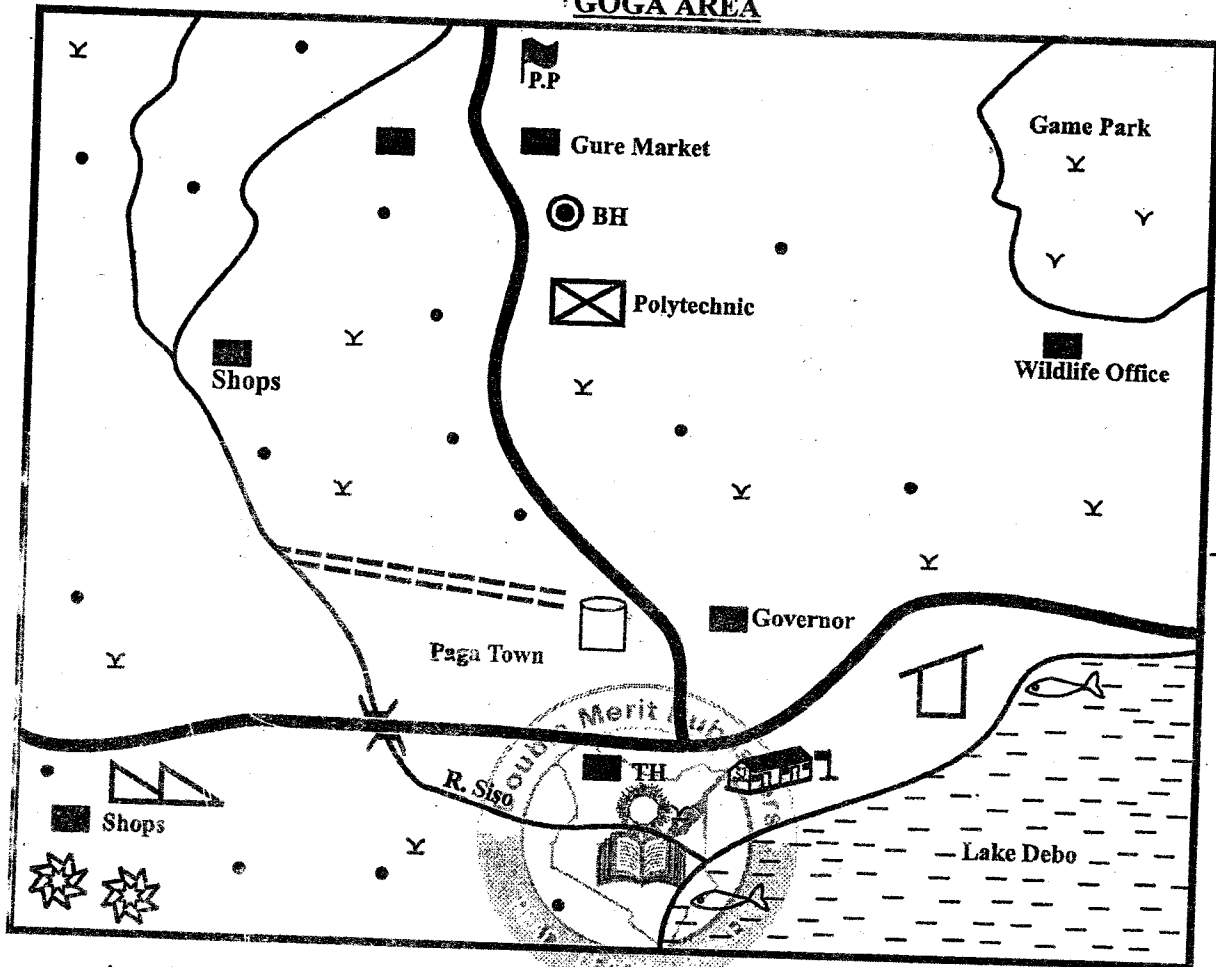 GOGA AREA
P.P
Gure Market
Game Park
BH
Polytechnic
Shops
Wildlife Office
Governor
Paga Town
TH
R. Siso
Shops
Lake Debo
Merit